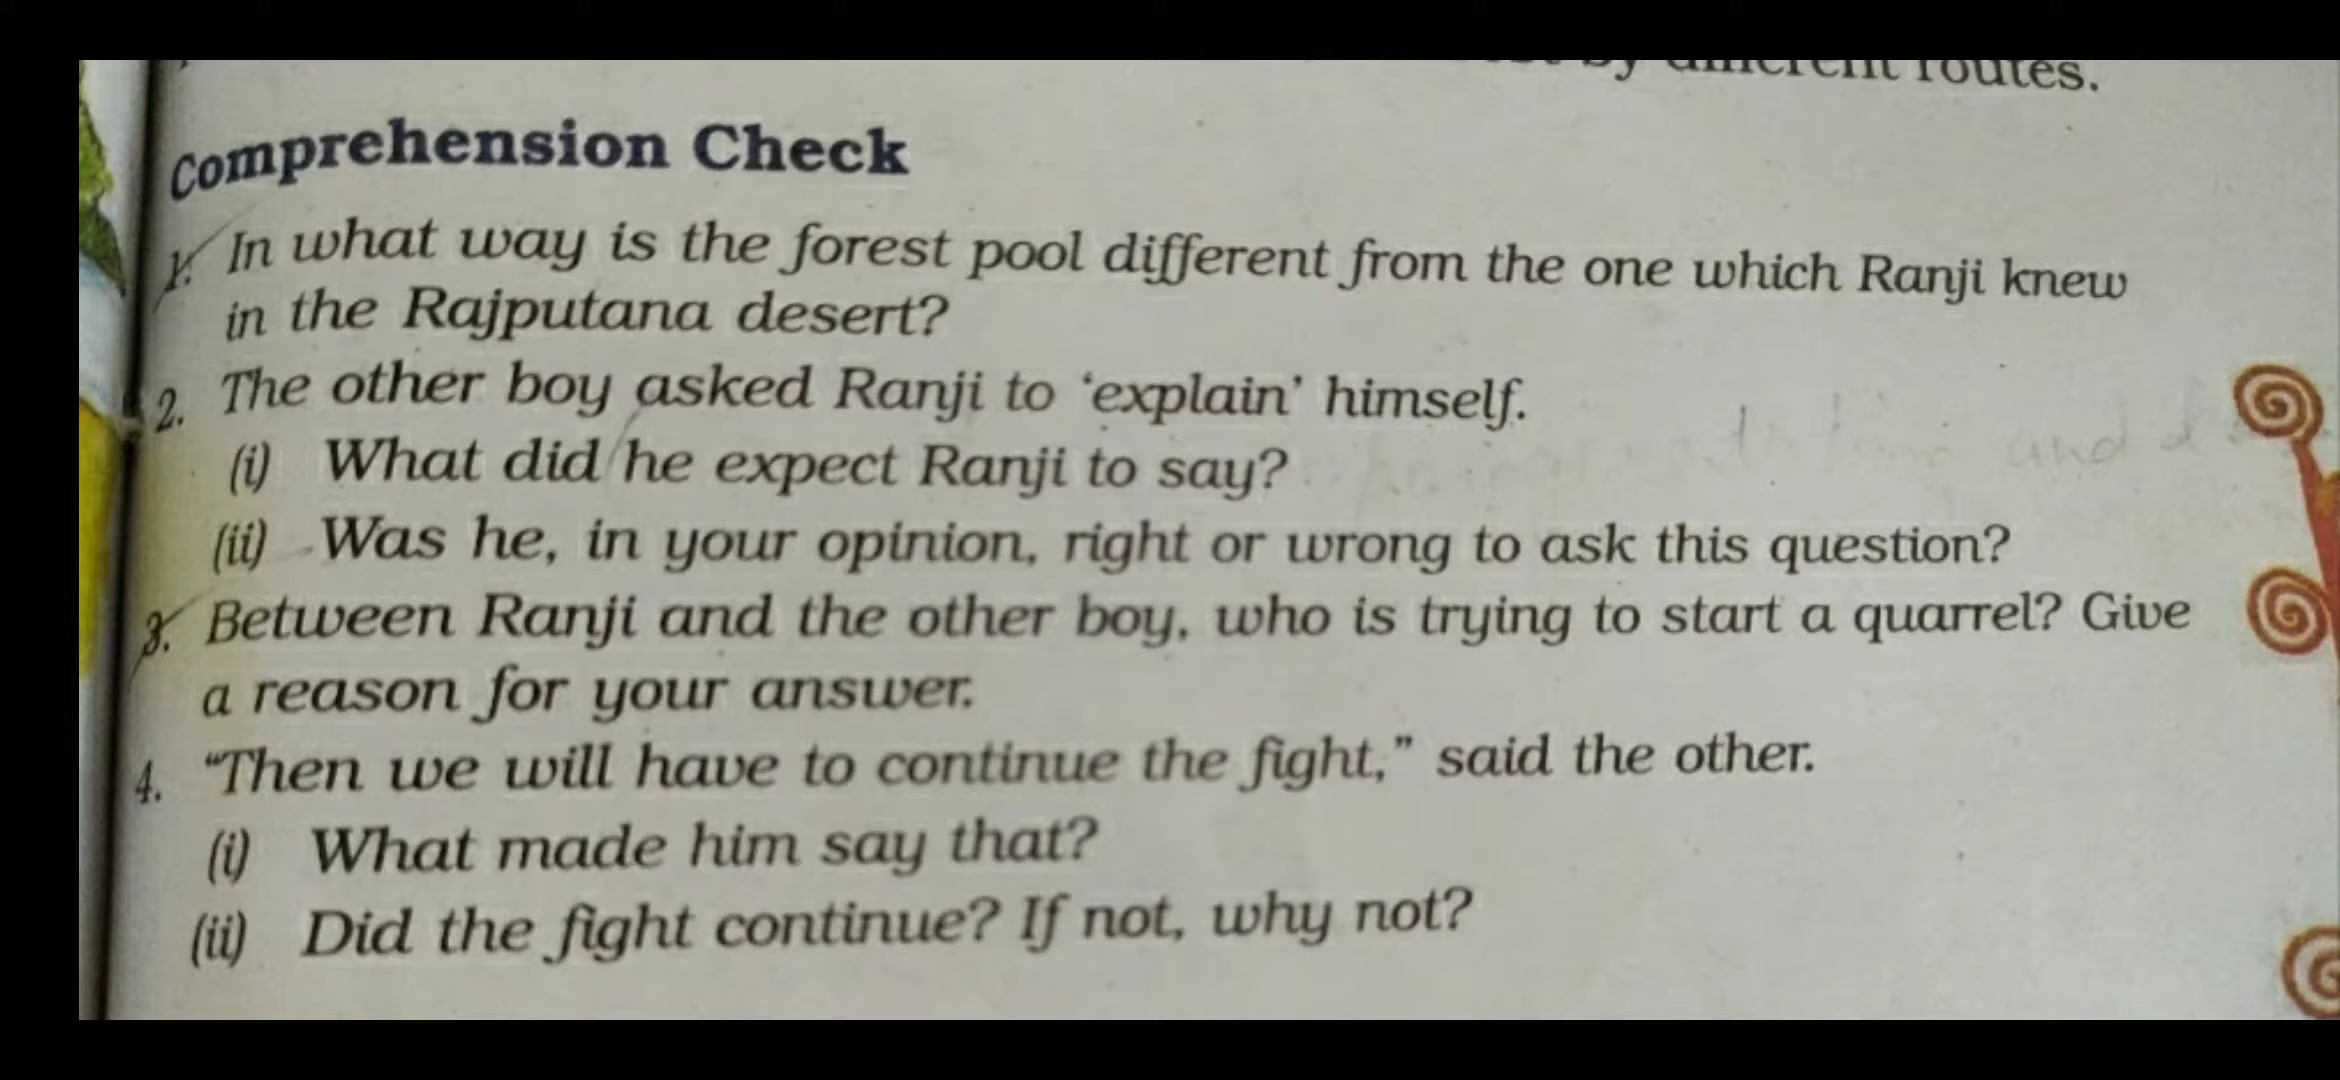 routes.
Comprehension Check
1. In what way is the forest pool different from the one which Ranji knew
in the Rajputana desert?
2. The other boy asked Ranji to ‘explain’ himself.
(i) What did he expect Ranji to say?
(ii) Was he, in your opinion, right or wrong to ask this question?
3. Between Ranji and the other boy, who is trying to start a quarrel? Give
a reason for your answer.
4. “Then we will have to continue the fight,” said the other.
(i) What made him say that?
(ii) Did the fight continue? If not, why not?